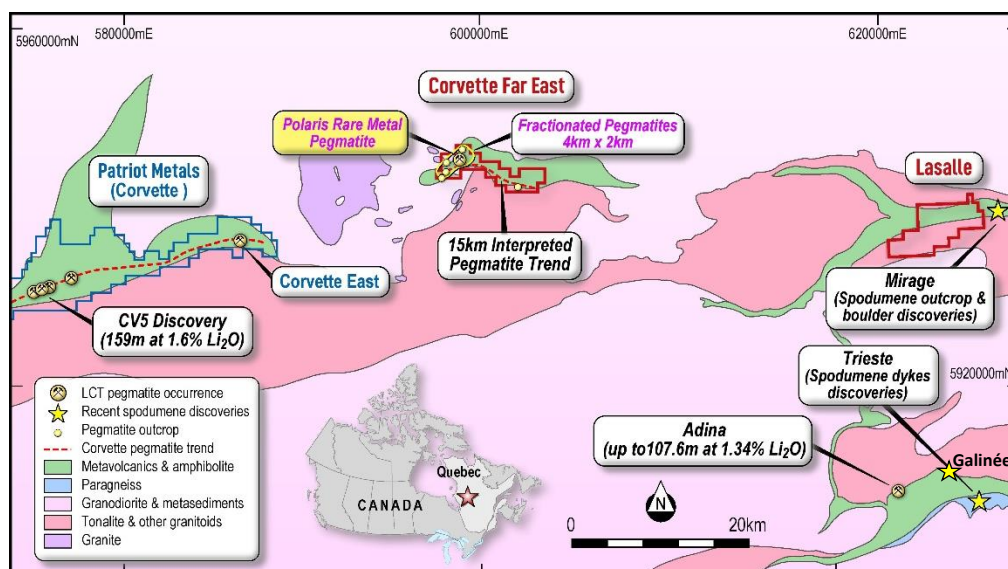 5960000mN
580000mE
600000mE
620000mE
Corvette Far East
Polaris Rare Metal
Pegmatite
Fractionated Pegmatites
4km x 2km
Patriot Metals
(Corvette )
Lasalle
15km Interpreted
Pegmatite Trend
Corvette East
Mirage
(Spodumene outcrop &
boulder discoveries)
CV5 Discovery
(159m at 1.6% Li₂O)
Trieste
(Spodumene dykes
discoveries)
5920000mN
Adina
(up to107.6m at 1.34% Li₂O)
Galinée
LCT pegmatite occurrence
Recent spodumene discoveries
Pegmatite outcrop
Corvette pegmatite trend
Metavolcanics & amphibolite
Paragneiss
Granodiorite & metasediments
Tonalite & other granitoids
Granite
Quebec
CANADA
N
0
20km